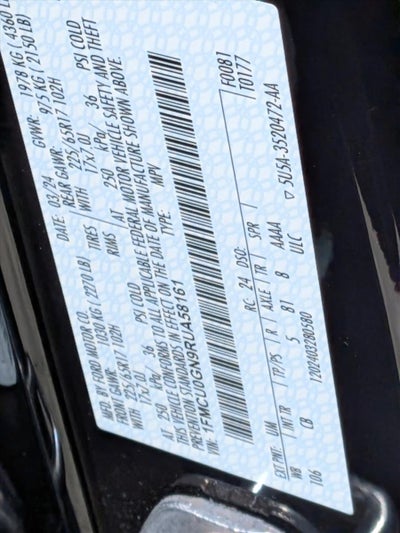 BY FORD MOTOR CO.
DATE: 03/24 GVWR: 1978 KG ( 4360 L
FRONT GAWR: 1030 KG ( 2270 LB) REAR GAWR: 975 KG ( 2150 LB)
225/65R17 102H TIRES 225/65R17 102H
WITH 17x7.0J RIMS WITH 17x7.0J
AT 250 kPa/ 36 PSI COLD AT 250 kPa/ 36 PSI COLD
THIS VEHICLE CONFORMS TO ALL APPLICABLE FEDERAL MOTOR VEHICLE SAFETY AND THEFT
PREVENTION STANDARDS IN EFFECT ON THE DATE OF MANUFACTURE SHOWN ABOVE.
VIN: 1FMCU0GN9RUA58161 TYPE: MPV
F0081
T0177
EXT PNT: UM RC: 24 DSO:
WB INT TR TP/PS R AXLE TR SPR
106 CB 5 81 8 AAAA
1202403280580 ULC
5U5A-3520472-AA